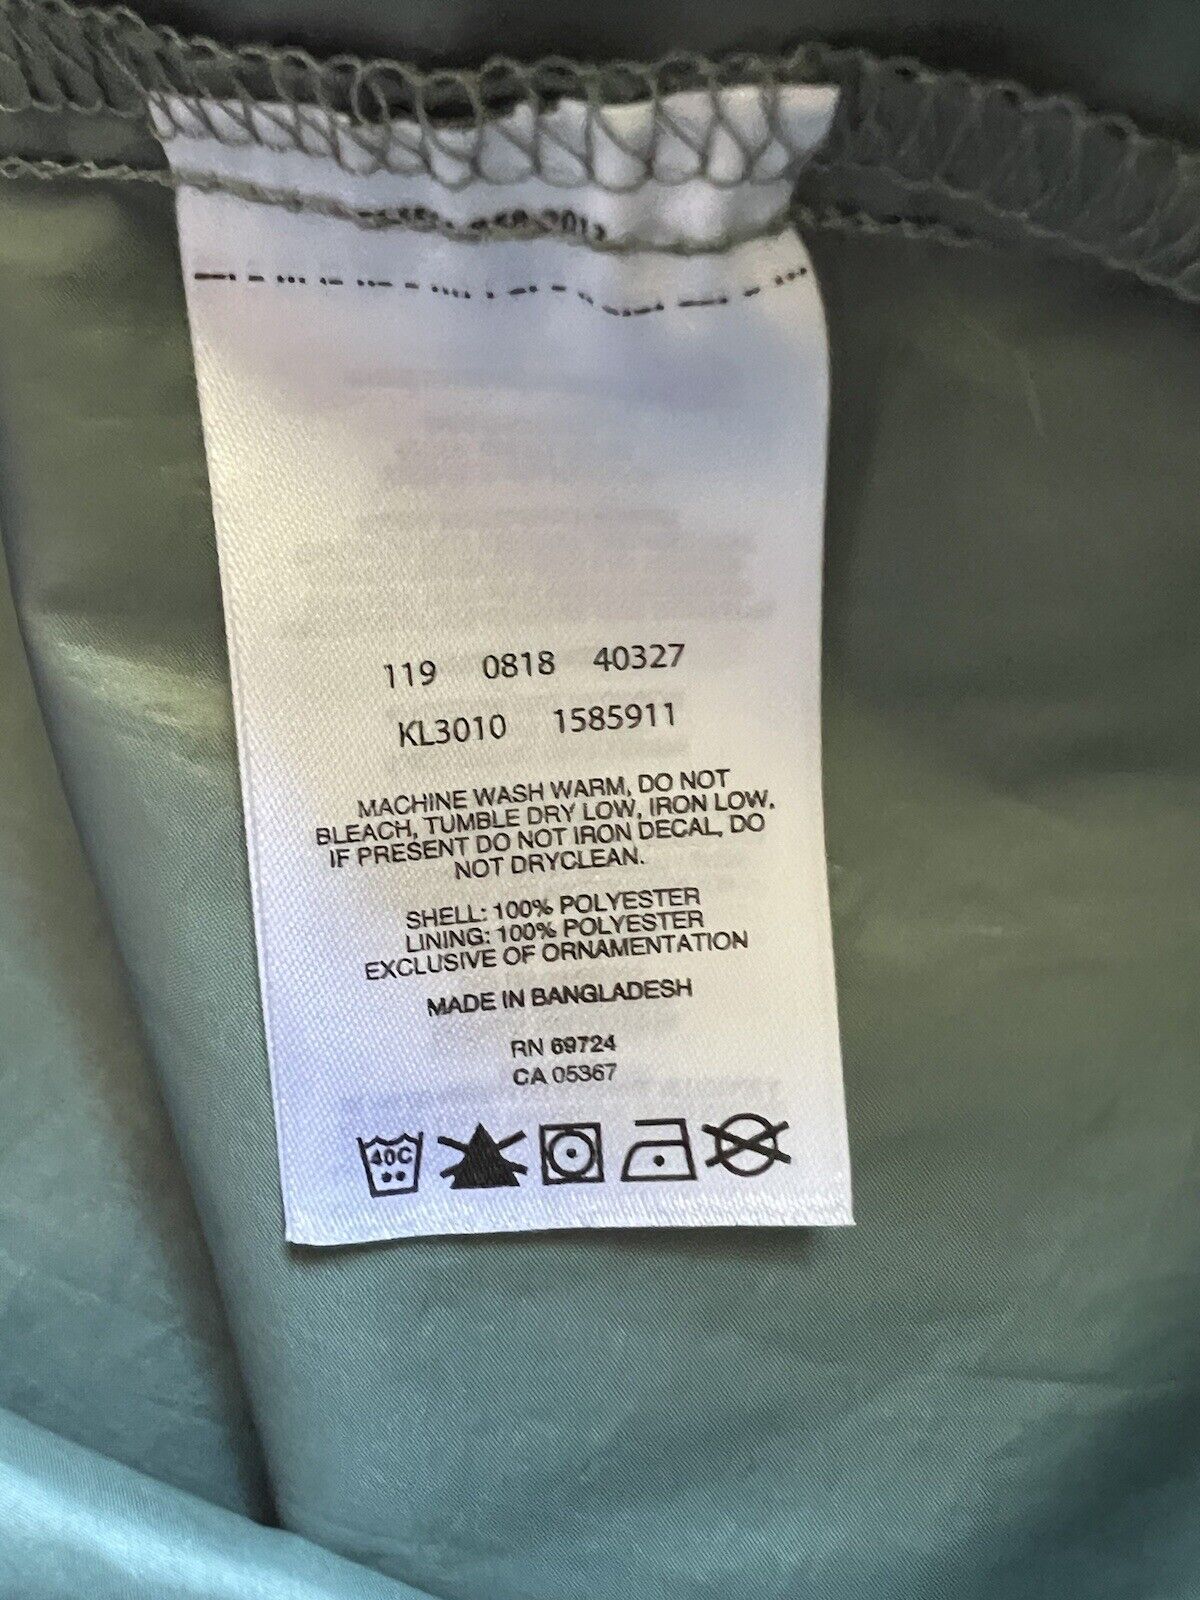 119 0818 40327
KL3010 1585911
MACHINE WASH WARM, DO NOT
BLEACH, TUMBLE DRY LOW, IRON LOW.
IF PRESENT DO NOT IRON DECAL, DO
NOT DRYCLEAN.
SHELL: 100% POLYESTER
LINING: 100% POLYESTER
EXCLUSIVE OF ORNAMENTATION
MADE IN BANGLADESH
RN 69724
CA 05367
40C